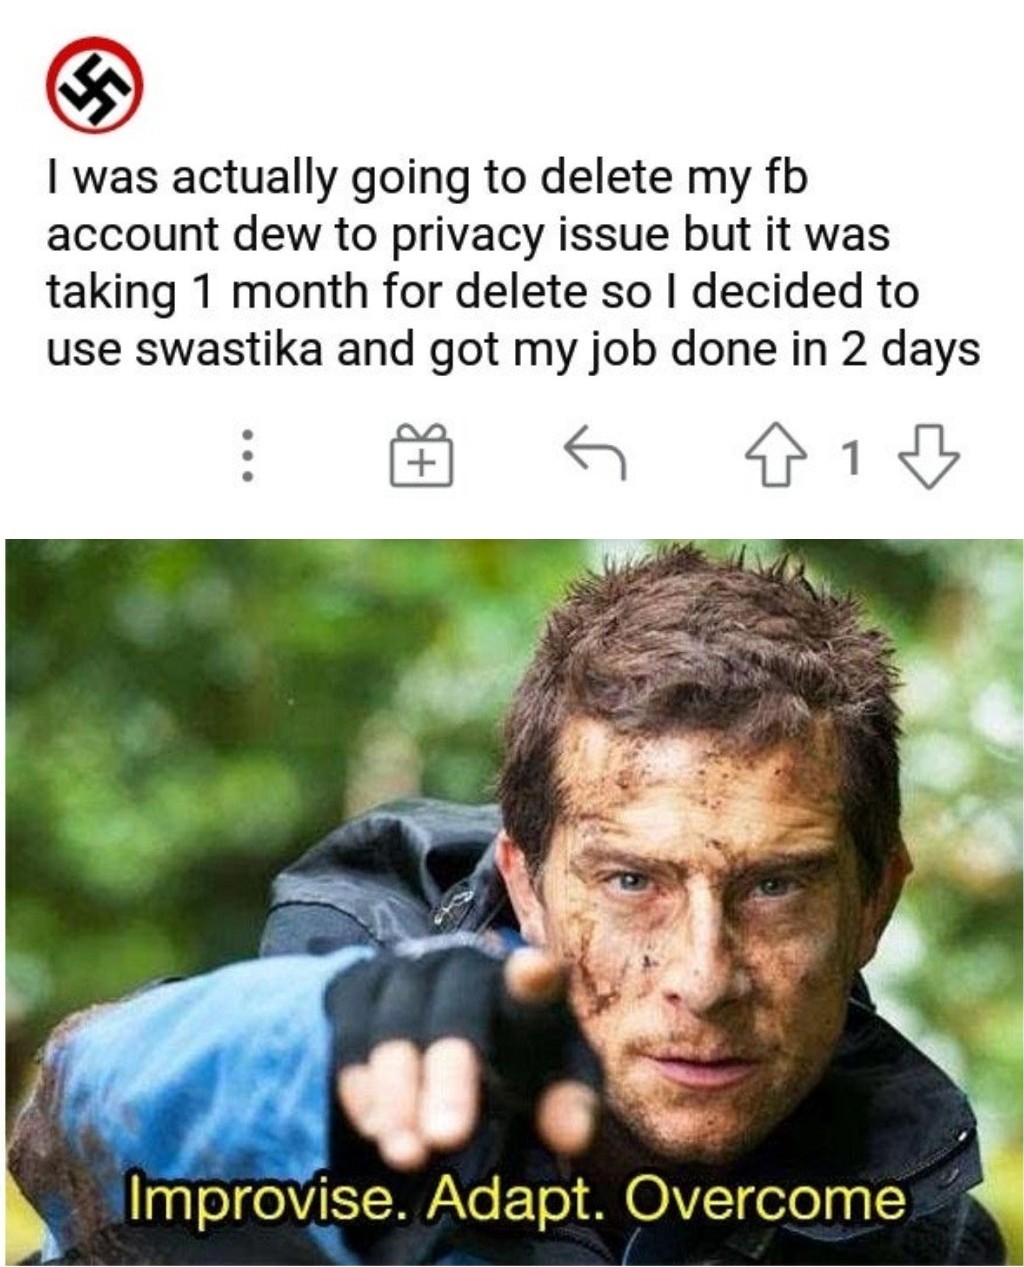 I was actually going to delete my fb
account dew to privacy issue but it was
taking 1 month for delete so I decided to
use swastika and got my job done in 2 days
1
Improvise. Adapt. Overcome